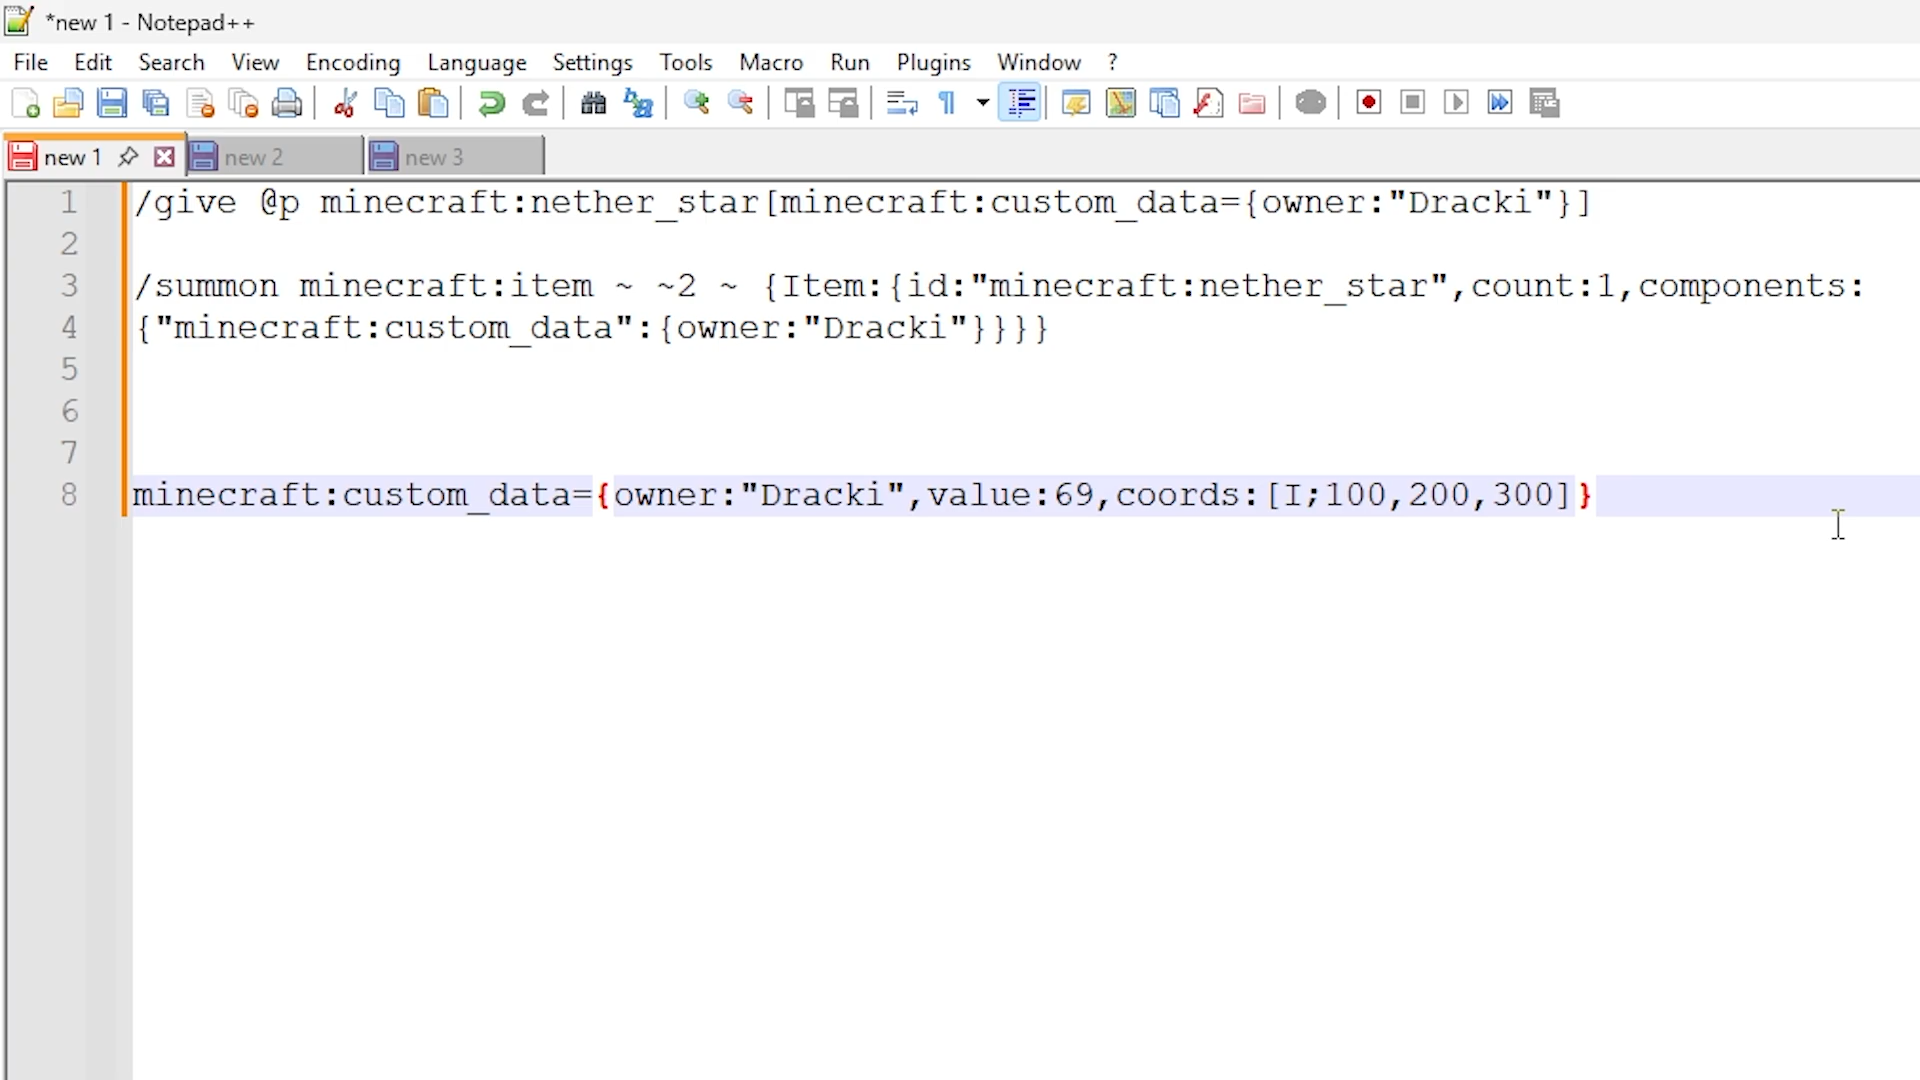 *new 1 - Notepad++
File Edit Search View Encoding Language Settings Tools Macro Run Plugins Window ?
new 1 new 2 new 3
1 /give @p minecraft:nether_star[minecraft:custom_data={owner:"Dracki"}]
2
3 /summon minecraft:item ~ ~2 ~ {Item:{id:"minecraft:nether_star",count:1,components:
4 {"minecraft:custom_data":{owner:"Dracki"}}}}
5
6
7
8 minecraft:custom_data={owner:"Dracki",value:69,coords:[I;100,200,300]}